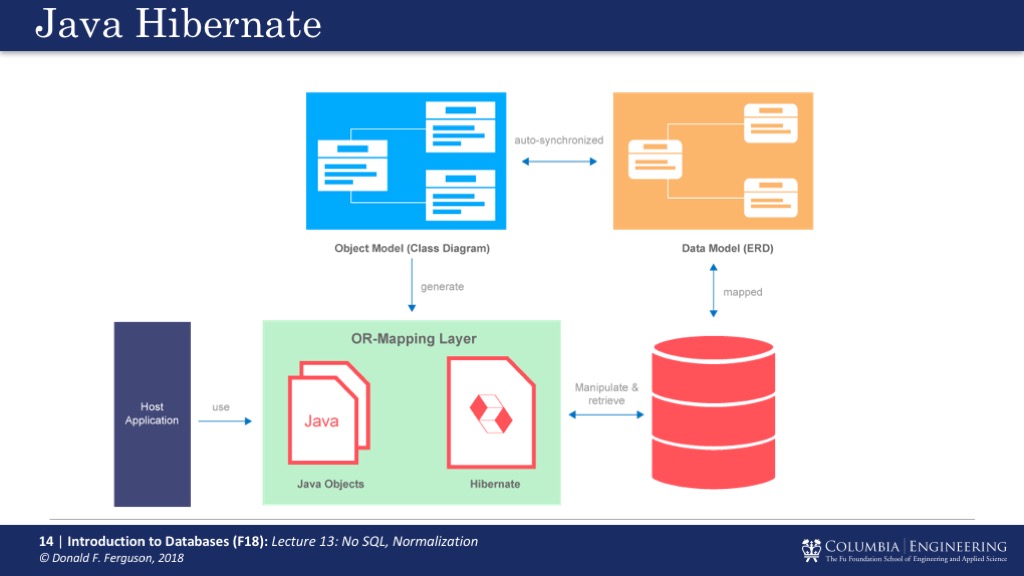 Java Hibernate
auto-synchronized
Object Model (Class Diagram)
Data Model (ERD)
generate
mapped
OR-Mapping Layer
Host
Application
use
Java
Manipulate &
retrieve
Java Objects
Hibernate
14 | Introduction to Databases (F18): Lecture 13: No SQL, Normalization
© Donald F. Ferguson, 2018
COLUMBIA | ENGINEERING
The Fu Foundation School of Engineering and Applied Science